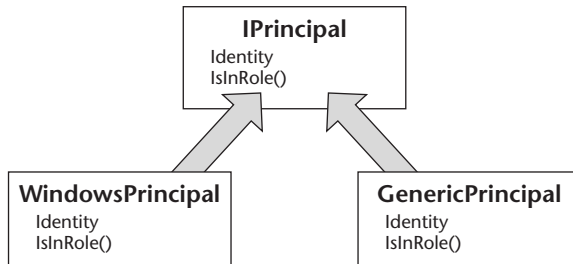 IPrincipal
Identity
IsInRole()
WindowsPrincipal
Identity
IsInRole()
GenericPrincipal
Identity
IsInRole()